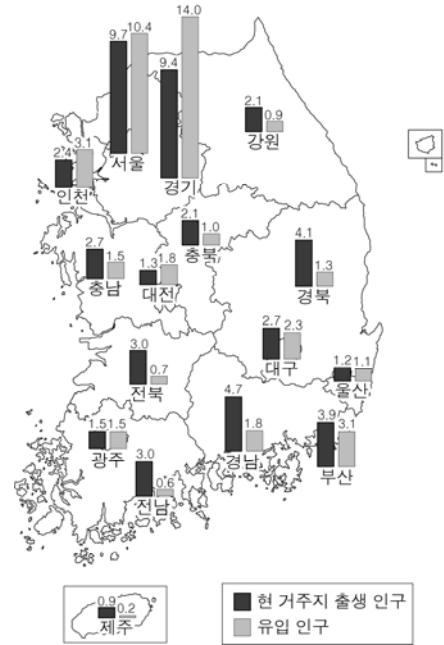 14.0
9.7 10.4
9.4
서울
경기
2.1 0.9
강원
2.4 3.1
인천
2.1 1.0
충북
4.1 1.3
경북
2.7 1.5
충남
1.3 1.8
대전
2.7 2.3
대구
1.2 1.1
울산
3.0 0.7
전북
4.7 1.8
경남
3.9 3.1
부산
1.5 1.5
광주
3.0 0.6
전남
0.9 0.2
제주
현 거주지 출생 인구
유입 인구